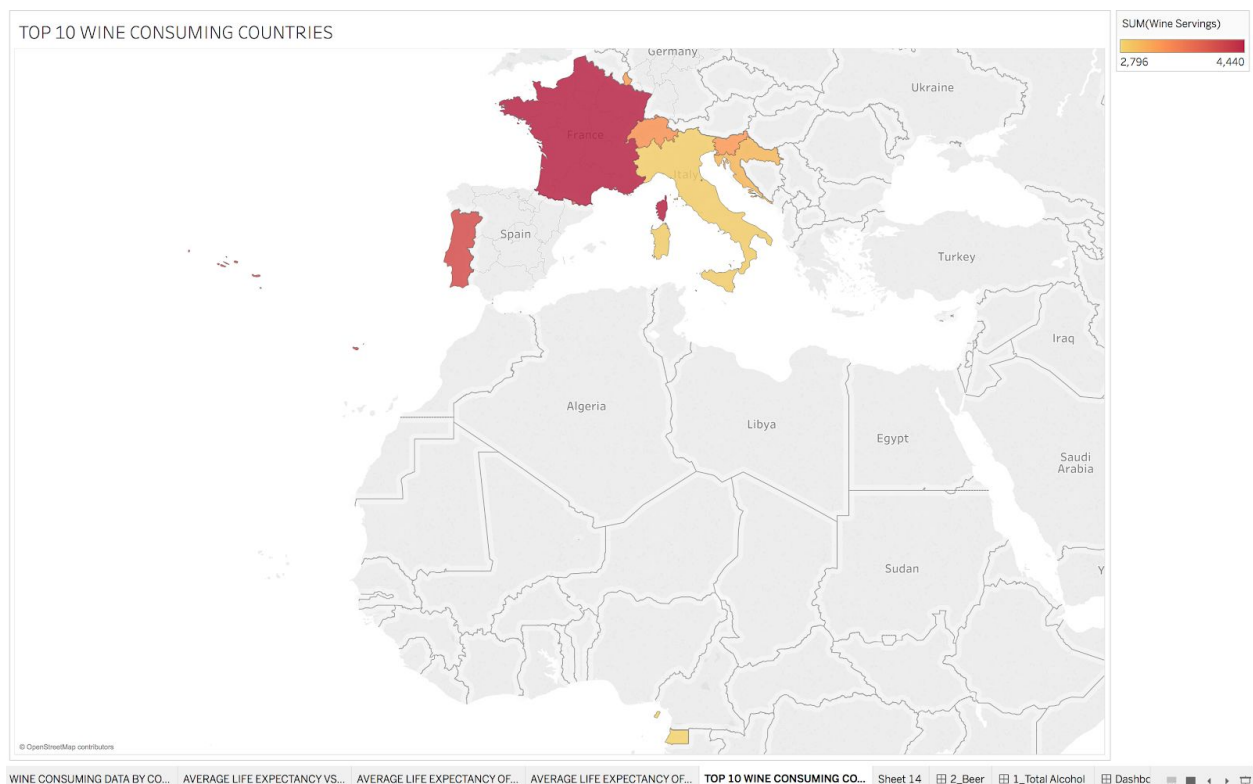 TOP 10 WINE CONSUMING COUNTRIES
SUM(Wine Servings)
2,796 4,440
Germany
Ukraine
France
Italy
Spain
Turkey
Iraq
Algeria
Libya
Egypt
Saudi
Arabia
Sudan
Y
© OpenStreetMap contributors
WINE CONSUMING DATA BY CO... AVERAGE LIFE EXPECTANCY VS... AVERAGE LIFE EXPECTANCY OF... AVERAGE LIFE EXPECTANCY OF... TOP 10 WINE CONSUMING CO... Sheet 14 2_Beer 1_Total Alcohol Dashbc